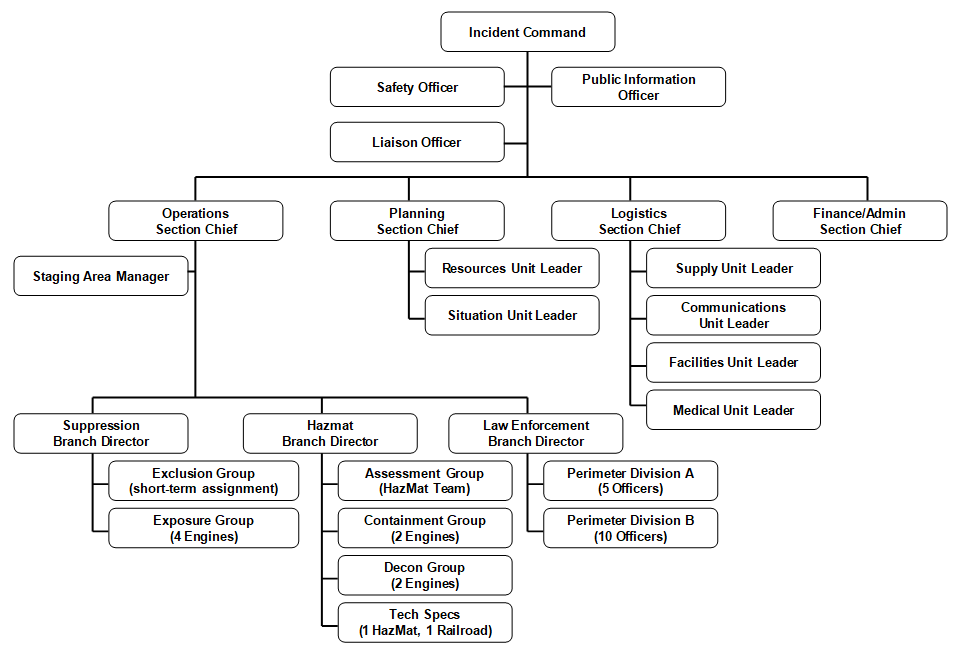 Incident Command
Safety Officer
Public Information
Officer
Liaison Officer
Operations
Section Chief
Planning
Section Chief
Logistics
Section Chief
Finance/Admin
Section Chief
Staging Area Manager
Resources Unit Leader
Situation Unit Leader
Supply Unit Leader
Communications
Unit Leader
Facilities Unit Leader
Medical Unit Leader
Suppression
Branch Director
Hazmat
Branch Director
Law Enforcement
Branch Director
Exclusion Group
(short-term assignment)
Exposure Group
(4 Engines)
Assessment Group
(HazMat Team)
Containment Group
(2 Engines)
Decon Group
(2 Engines)
Tech Specs
(1 HazMat, 1 Railroad)
Perimeter Division A
(5 Officers)
Perimeter Division B
(10 Officers)